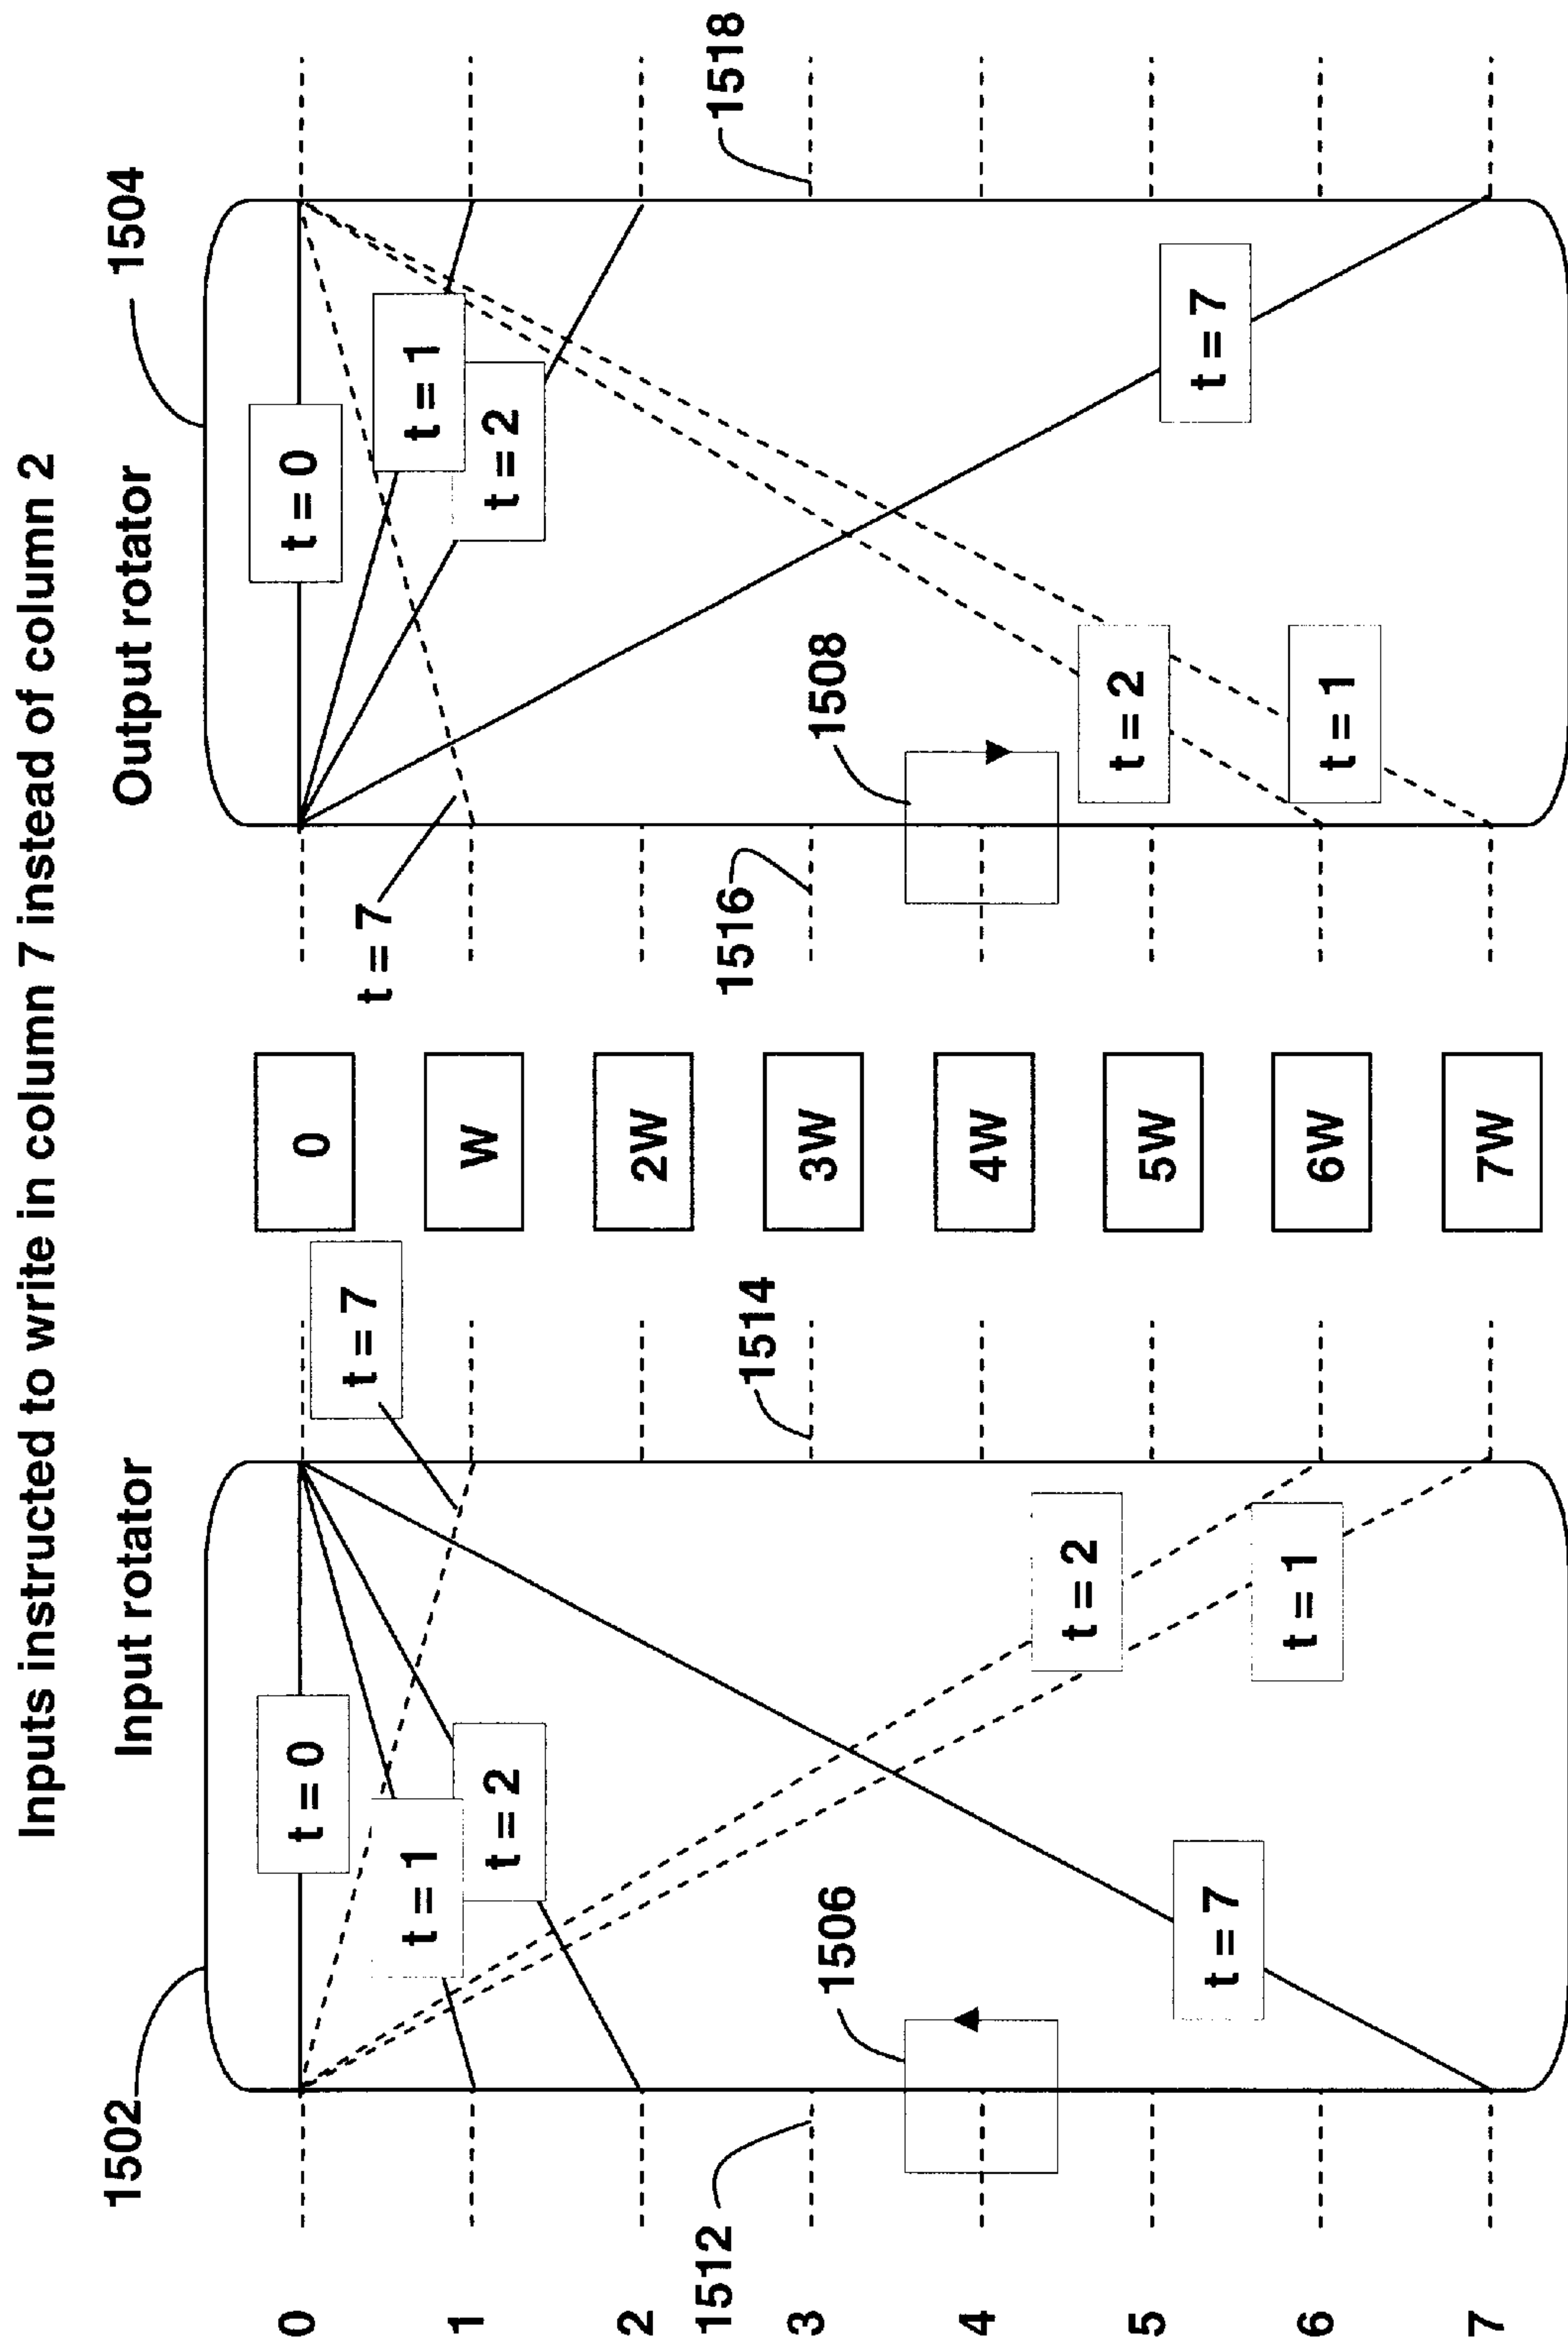 Inputs instructed to write in column 7 instead of column 2
1502
Input rotator
Output rotator
1504
0
t = 0
0
t = 0
t = 7
t = 7
t = 1
t = 1
1
W
t = 2
t = 2
2
2W
1512
1514
1516
1518
3
1506
3W
1508
4
4W
t = 2
t = 2
5
5W
t = 7
t = 7
6
t = 1
6W
t = 1
7
7W